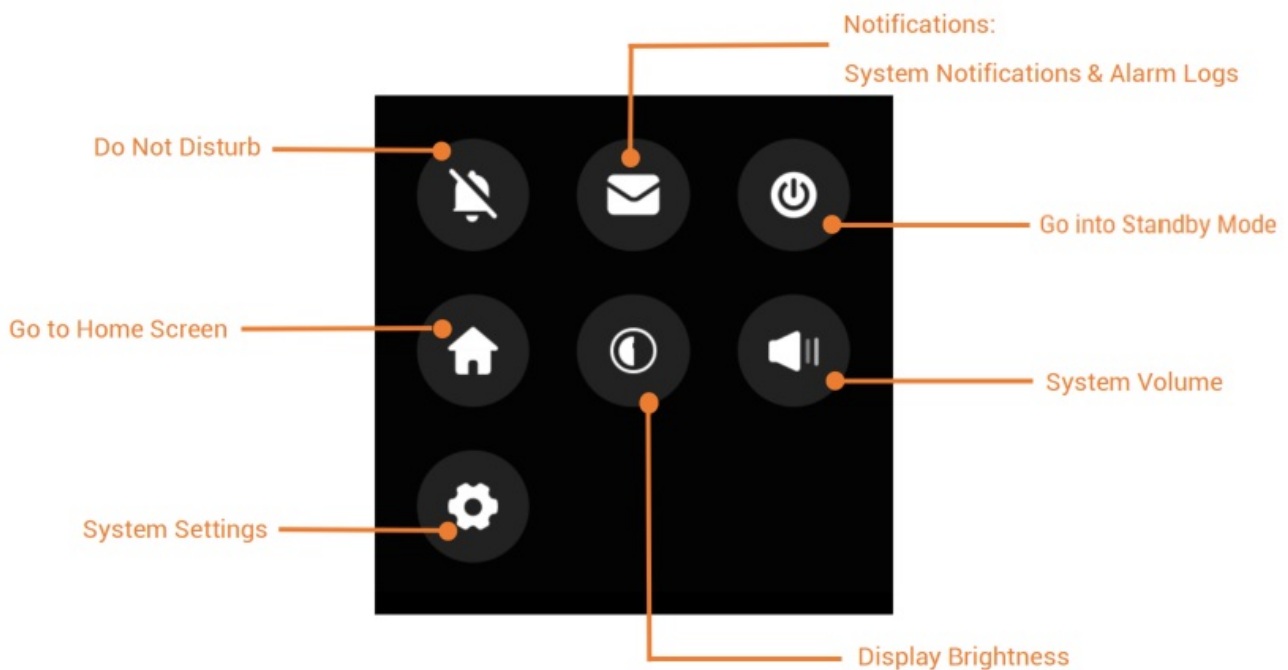 Notifications:
System Notifications & Alarm Logs
Do Not Disturb
Go into Standby Mode
Go to Home Screen
System Volume
System Settings
Display Brightness